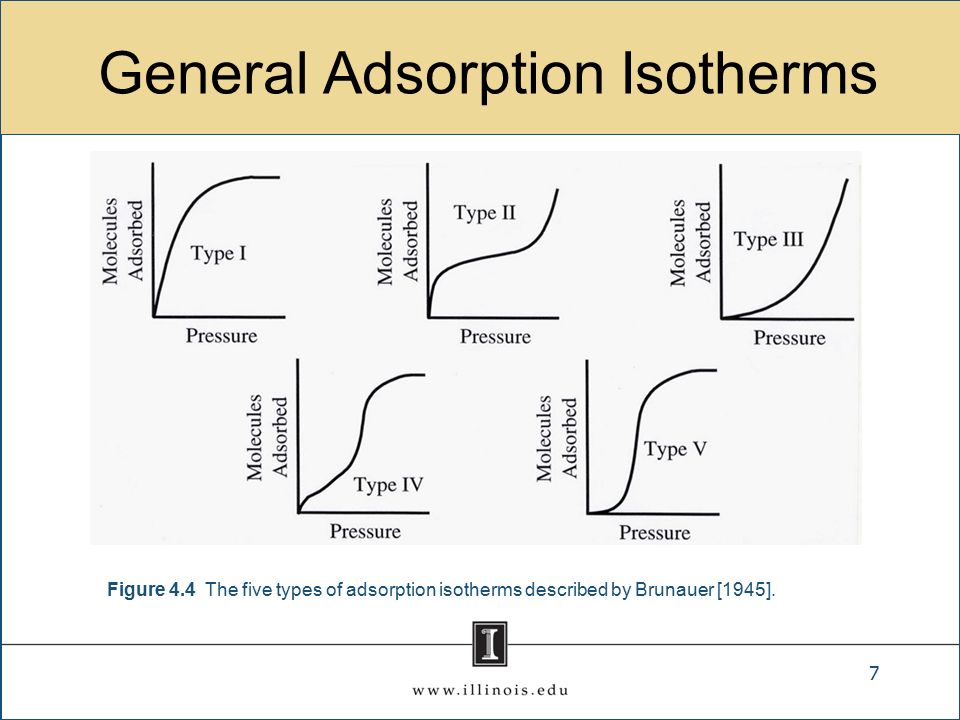 General Adsorption Isotherms
Molecules
Adsorbed
Type I
Pressure
Molecules
Adsorbed
Type II
Pressure
Molecules
Adsorbed
Type III
Pressure
Molecules
Adsorbed
Type IV
Pressure
Molecules
Adsorbed
Type V
Pressure
Figure 4.4 The five types of adsorption isotherms described by Brunauer [1945].
I
www.illinois.edu
7